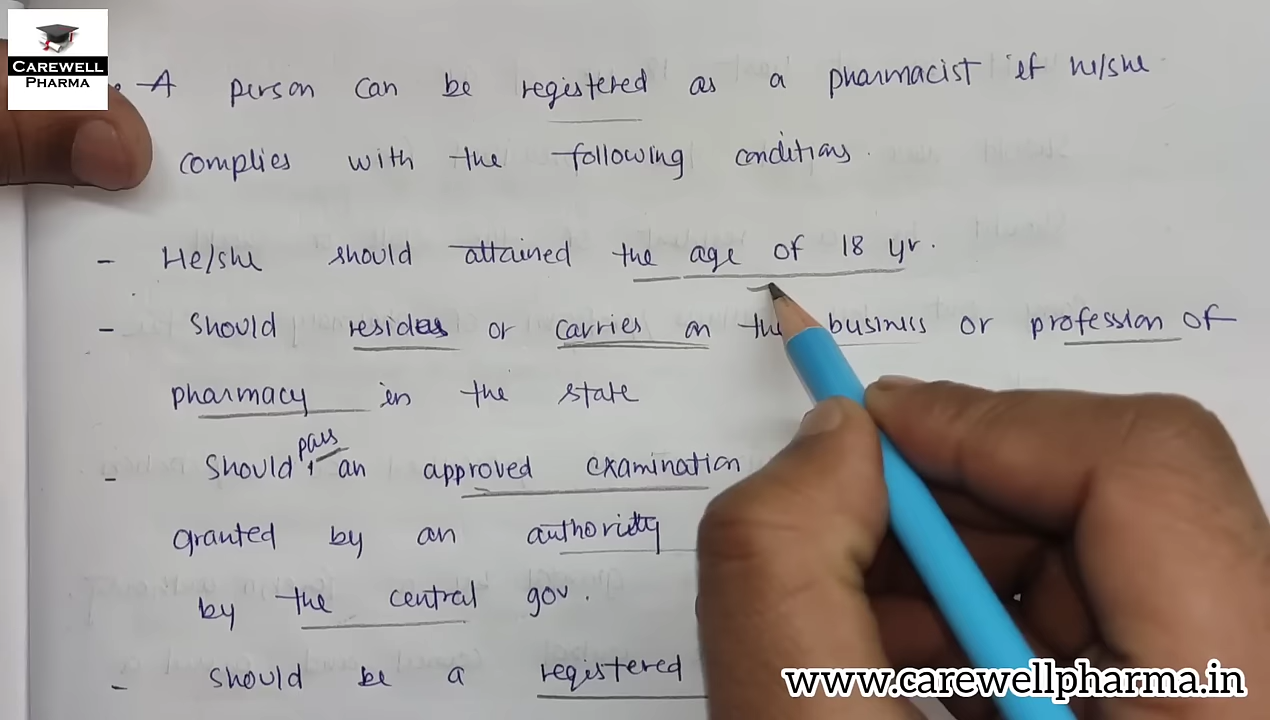 CAREWELL
PHARMA
A person can be registered as a pharmacist if he/she
complies with the following conditions.
- He/she should attained the age of 18 yr.
- Should resides or carries on the business or profession of
pharmacy in the state
pass
- Should an approved examination
granted by an authority
by the central gov.
- Should be a registered
www.carewellpharma.in